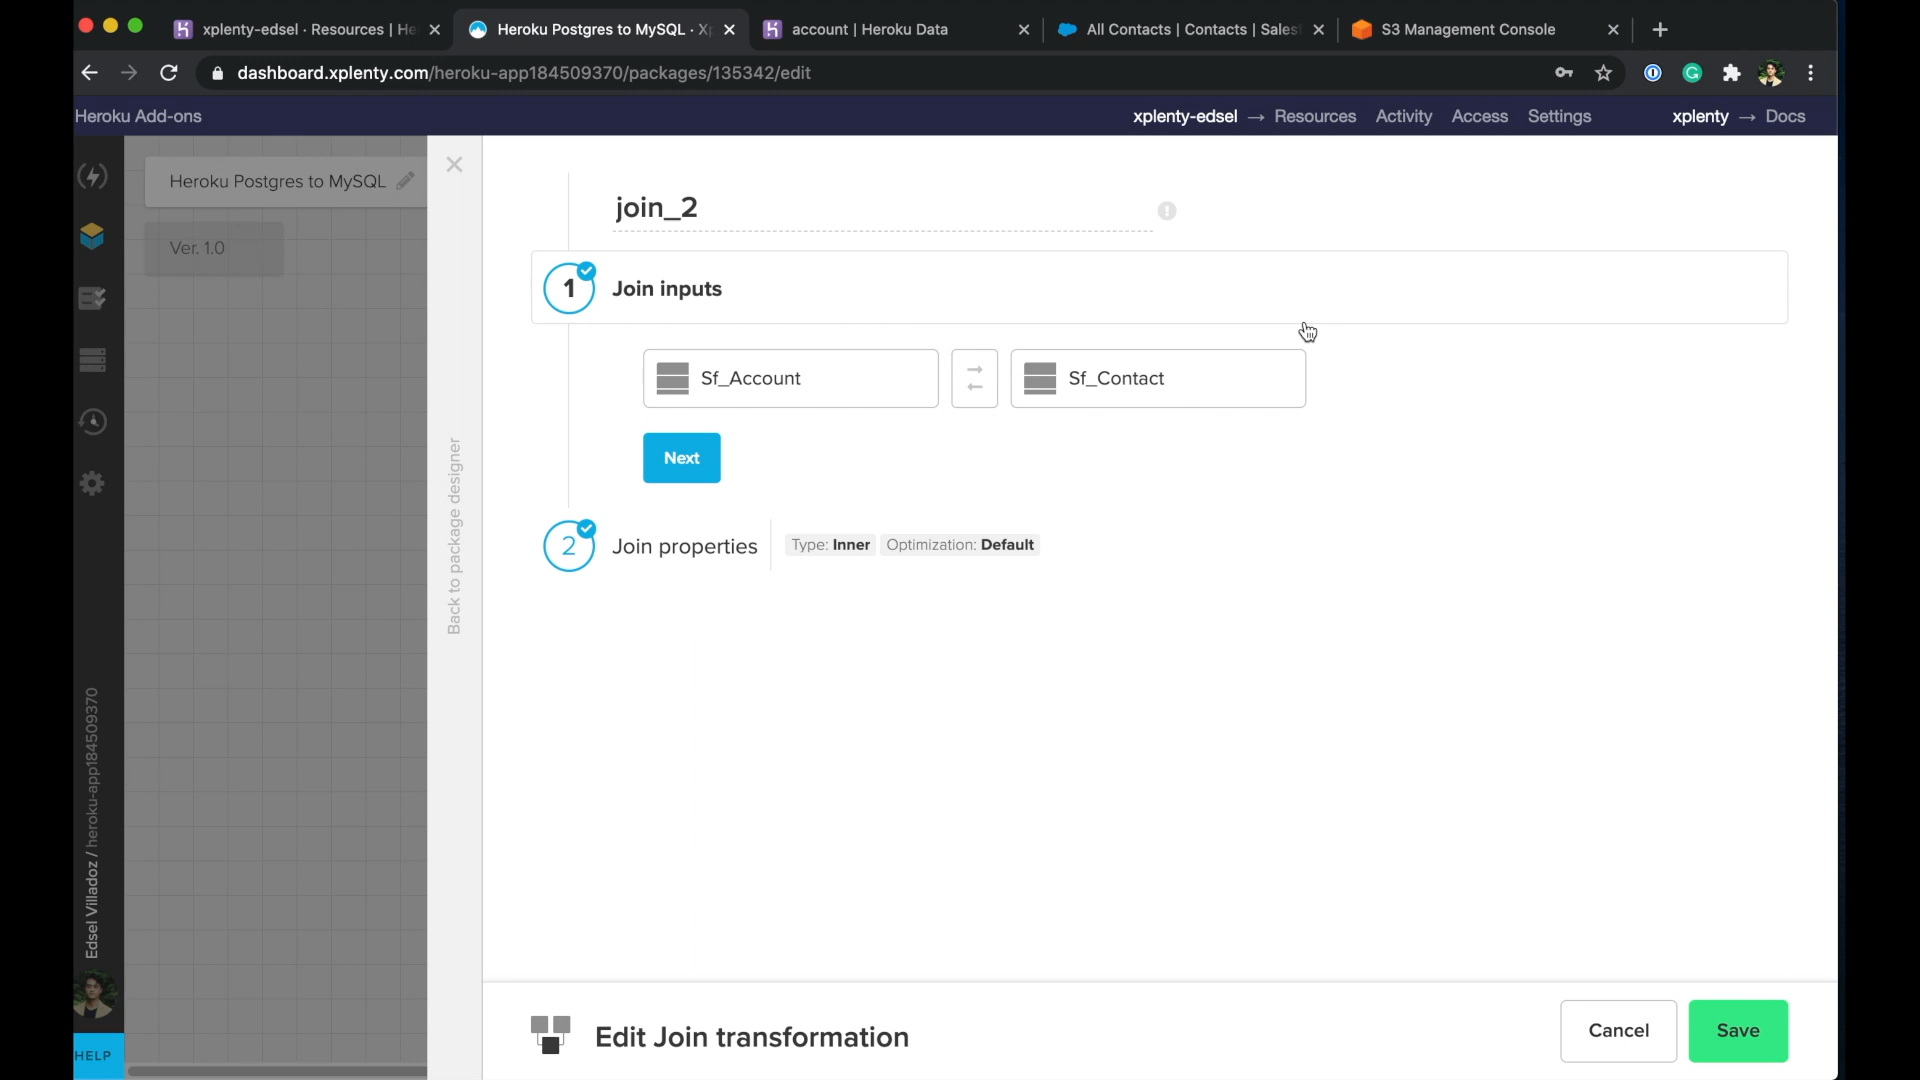 xplenty-edsel · Resources | He
Heroku Postgres to MySQL · X
account | Heroku Data
All Contacts | Contacts | Sales
S3 Management Console
dashboard.xplenty.com/heroku-app184509370/packages/135342/edit
Heroku Add-ons
xplenty-edsel → Resources Activity Access Settings
xplenty → Docs
Heroku Postgres to MySQL
Ver. 1.0
Back to package designer
join_2
1 Join inputs
Sf_Account
Sf_Contact
Next
2 Join properties
Type: Inner
Optimization: Default
Edsel Villadoz / heroku-app184509370
HELP
Edit Join transformation
Cancel
Save